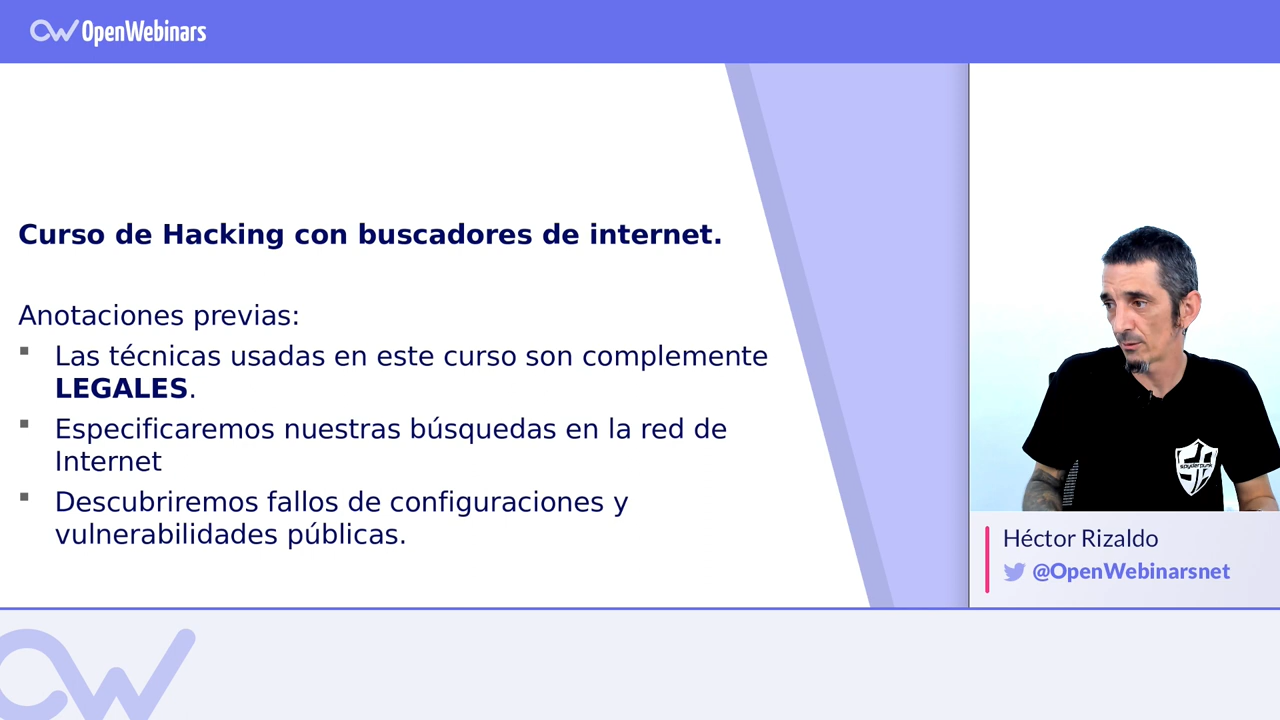 OpenWebinars
Curso de Hacking con buscadores de internet.
Anotaciones previas:
Las técnicas usadas en este curso son complemente
LEGALES.
Especificaremos nuestras búsquedas en la red de
Internet
Descubriremos fallos de configuraciones y
vulnerabilidades públicas.
spyderpunk
Héctor Rizaldo
@OpenWebinarsnet